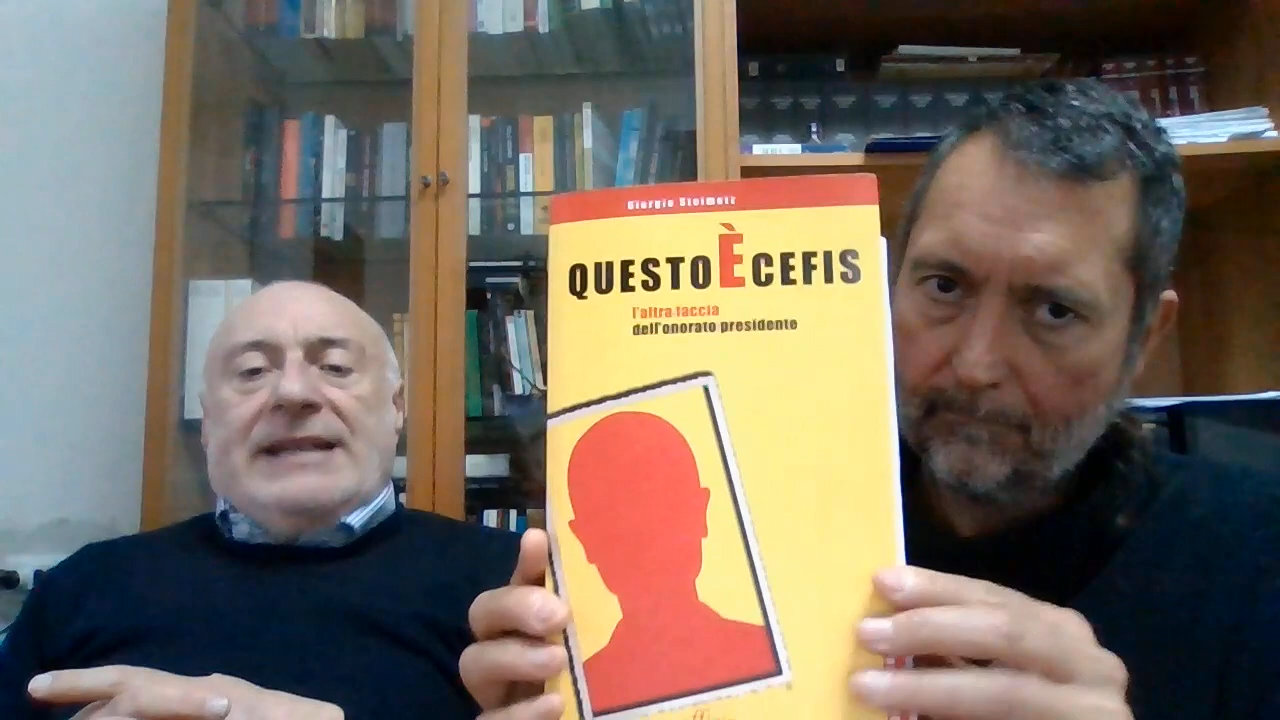 Giorgio Steimetz
QUESTO È CEFIS
l'altra faccia
dell'onorato presidente